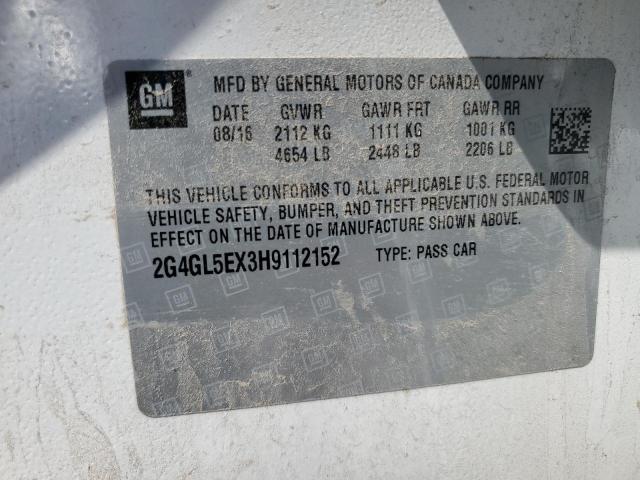 GM ® MFD BY GENERAL MOTORS OF CANADA COMPANY
DATE GVWR GAWR FRT GAWR RR
08/16 2112 KG 1111 KG 1001 KG
4654 LB 2448 LB 2206 LB
THIS VEHICLE CONFORMS TO ALL APPLICABLE U.S. FEDERAL MOTOR
VEHICLE SAFETY, BUMPER, AND THEFT PREVENTION STANDARDS IN
EFFECT ON THE DATE OF MANUFACTURE SHOWN ABOVE.
2G4GL5EX3H9112152 TYPE: PASS CAR